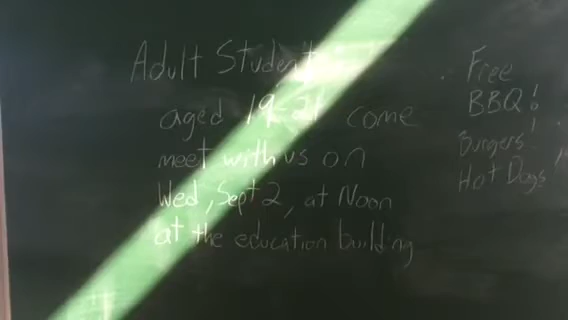 Adult Students
aged 19-21 come
meet with us on
Wed, Sept 2, at Noon
at the education building
Free
BBQ!
Burgers!
Hot Dogs!